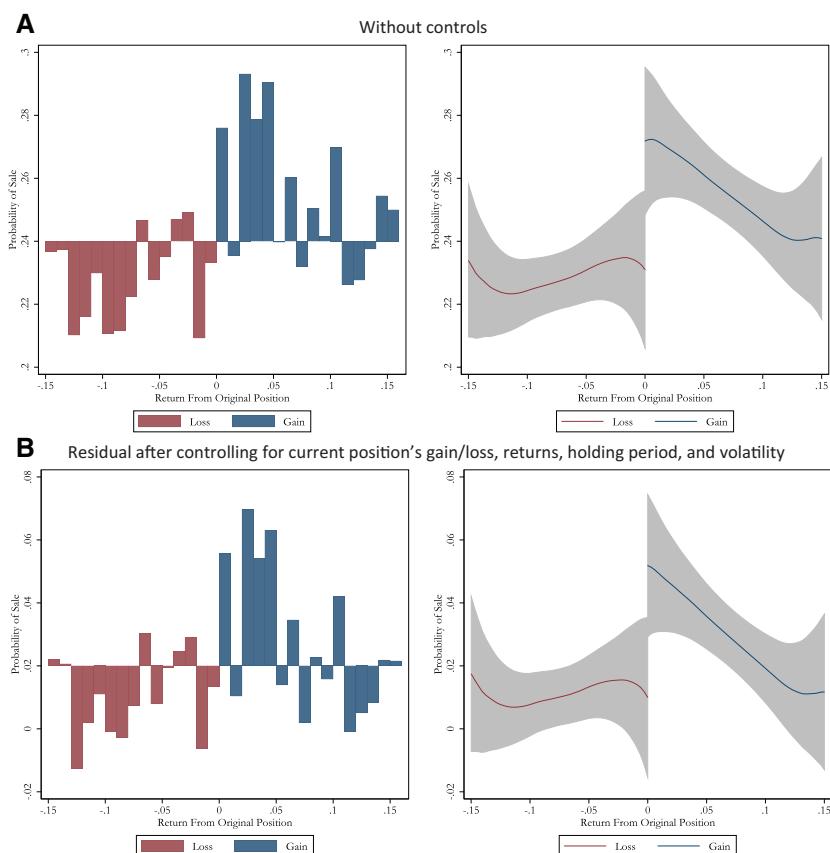 A
Without controls
Probability of Sale
.3
.28
.26
.24
.22
.2
-.15 -.1 -.05 0 .05 .1 .15
Return From Original Position
Loss Gain
Probability of Sale
.3
.28
.26
.24
.22
.2
-.15 -.1 -.05 0 .05 .1 .15
Return From Original Position
Loss Gain
B
Residual after controlling for current position's gain/loss, returns, holding period, and volatility
Probability of Sale
.08
.06
.04
.02
0
-.02
-.15 -.1 -.05 0 .05 .1 .15
Return From Original Position
Loss Gain
Probability of Sale
.08
.06
.04
.02
0
-.02
-.15 -.1 -.05 0 .05 .1 .15
Return From Original Position
Loss Gain